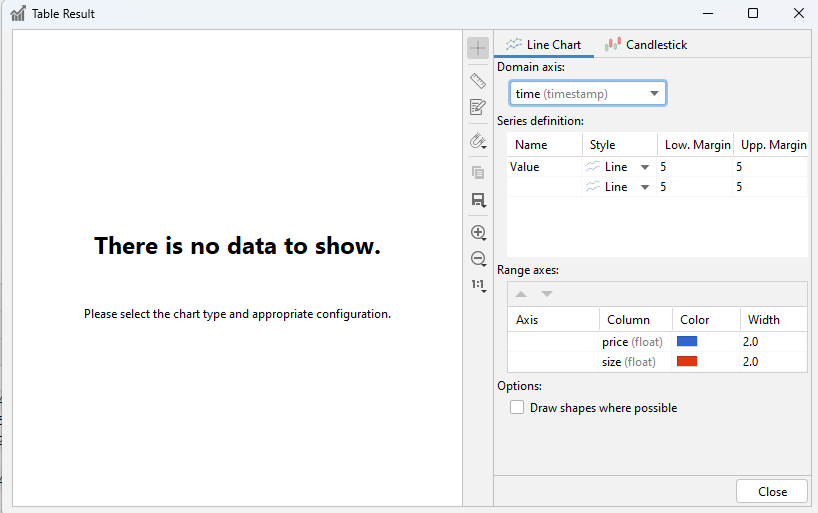 Table Result
There is no data to show.
Please select the chart type and appropriate configuration.
1:1
Line Chart Candlestick
Domain axis:
time (timestamp)
Series definition:
Name Style Low. Margin Upp. Margin
Value Line 5 5
Line 5 5
Range axes:
Axis Column Color Width
price (float) 2.0
size (float) 2.0
Options:
Draw shapes where possible
Close